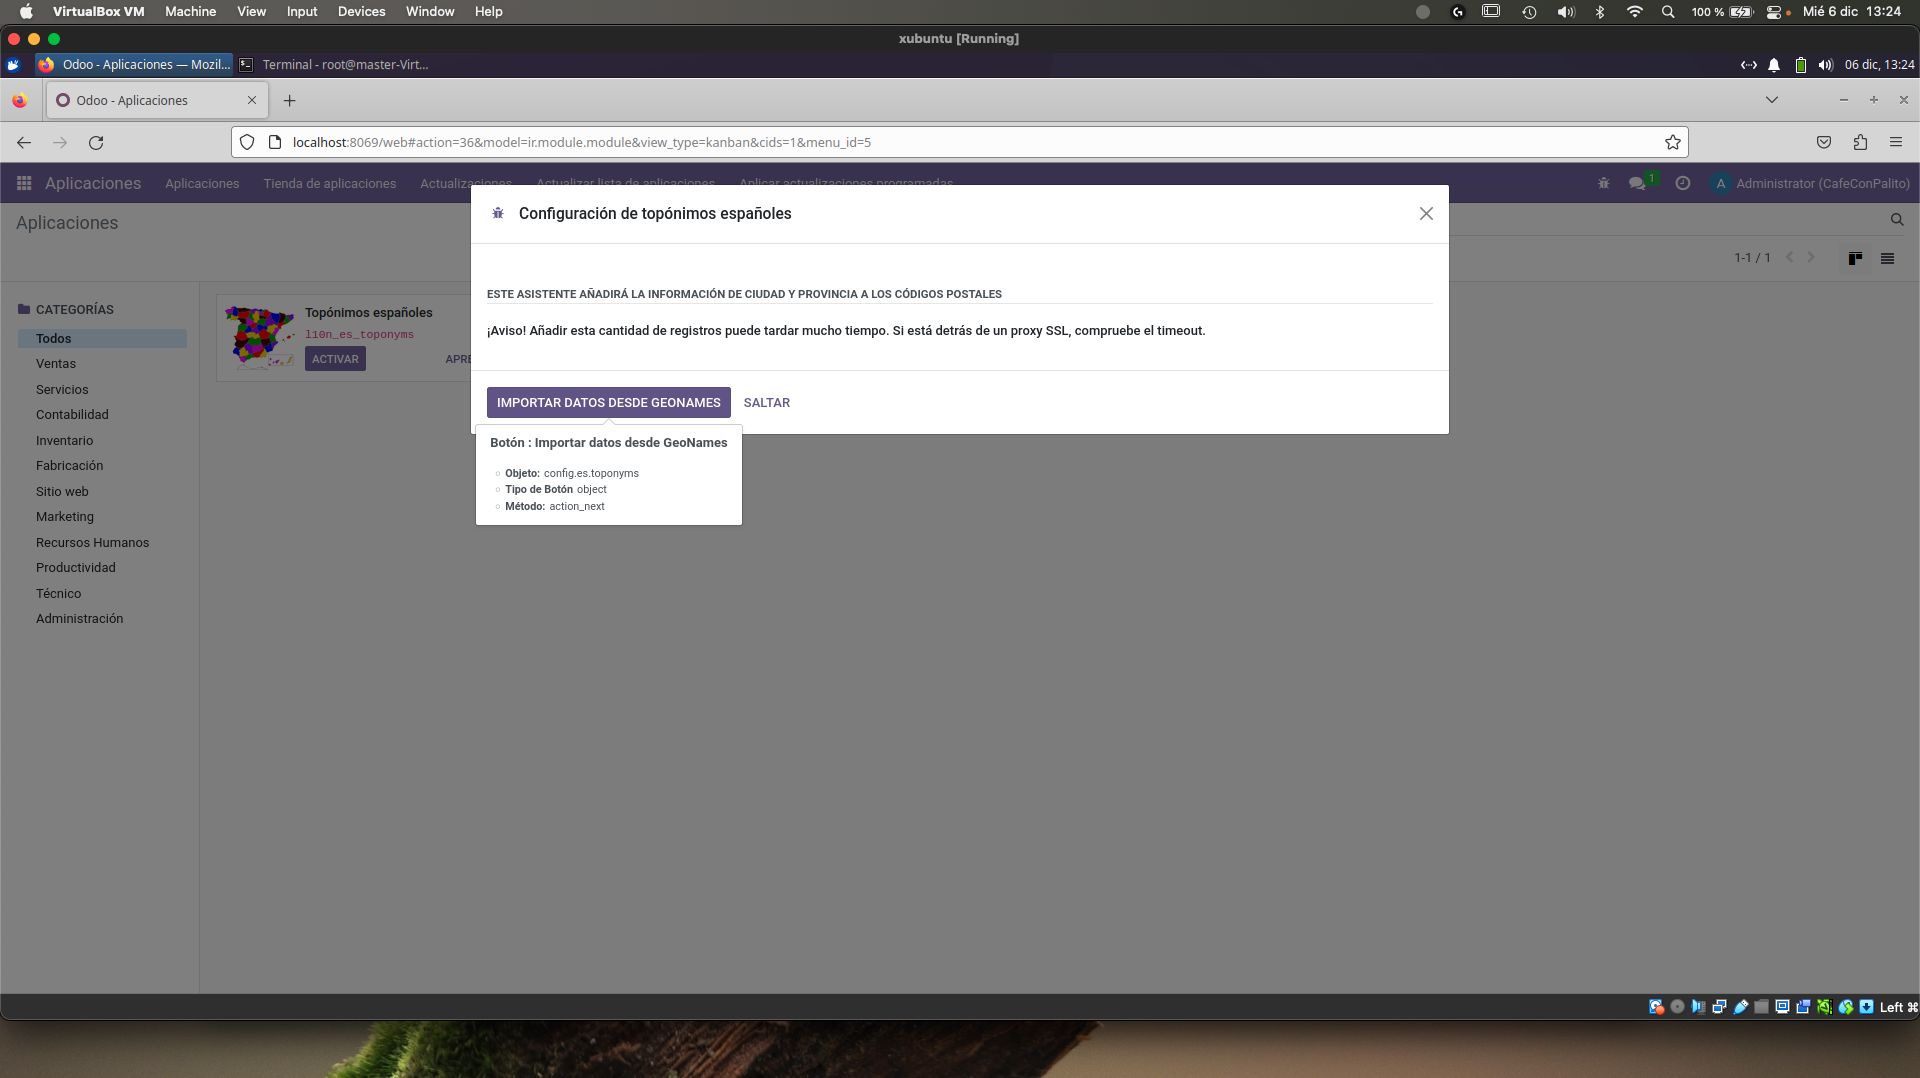 VirtualBox VM Machine View Input Devices Window Help 100 % Mié 6 dic 13:24
xubuntu [Running]
Odoo - Aplicaciones — Mozil... Terminal - root@master-Virt... 06 dic, 13:24
Odoo - Aplicaciones
localhost:8069/web#action=36&model=ir.module.module&view_type=kanban&cids=1&menu_id=5
Aplicaciones Aplicaciones Tienda de aplicaciones Actualizaciones Actualizar lista de aplicaciones Aplicar actualizaciones programadas 1 A Administrator (CafeConPalito)
Aplicaciones
1-1 / 1
Configuración de topónimos españoles
ESTE ASISTENTE AÑADIRÁ LA INFORMACIÓN DE CIUDAD Y PROVINCIA A LOS CÓDIGOS POSTALES
¡Aviso! Añadir esta cantidad de registros puede tardar mucho tiempo. Si está detrás de un proxy SSL, compruebe el timeout.
IMPORTAR DATOS DESDE GEONAMES SALTAR
Botón : Importar datos desde GeoNames
Objeto: config.es.toponyms
Tipo de Botón object
Método: action_next
CATEGORÍAS
Todos
Ventas
Servicios
Contabilidad
Inventario
Fabricación
Sitio web
Marketing
Recursos Humanos
Productividad
Técnico
Administración
Topónimos españoles
l10n_es_toponyms
ACTIVAR APRE
Left ⌘